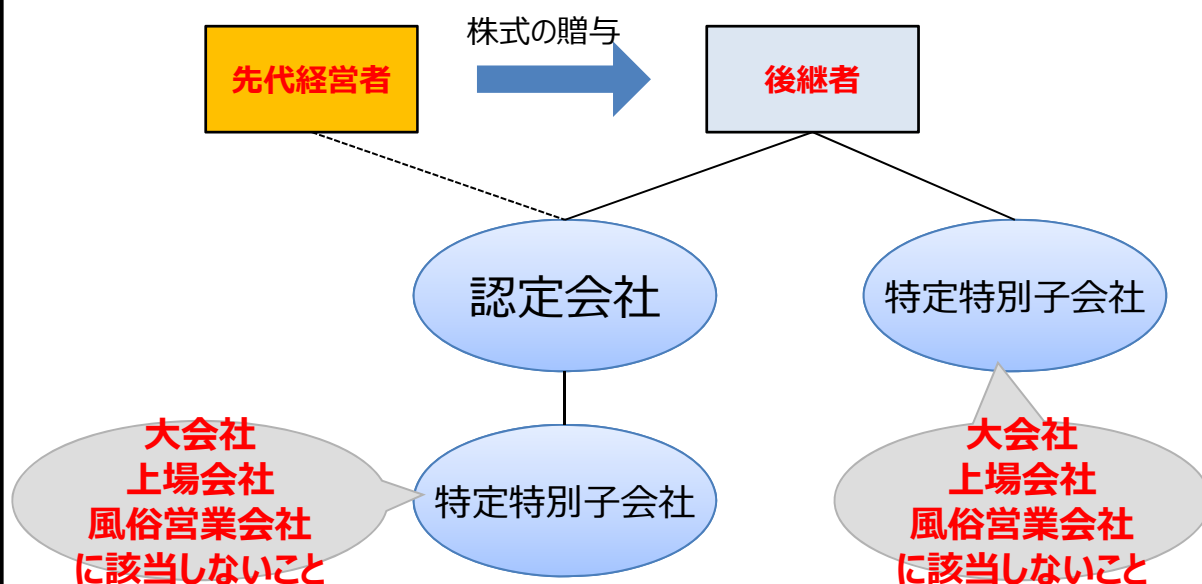 株式の贈与
先代経営者
後継者
認定会社
特定特別子会社
大会社
上場会社
風俗営業会社
に該当しないこと
特定特別子会社
大会社
上場会社
風俗営業会社
に該当しないこと